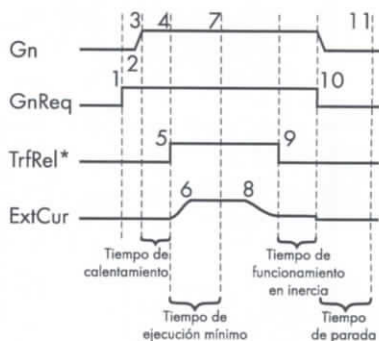 3 4 7 11
Gn
2
1 10
GnReq
5 9
TrfRel*
6 8
ExtCur
Tiempo de
calentamiento
Tiempo de
funcionamiento
en inercia
Tiempo de
ejecución mínimo
Tiempo
de parada